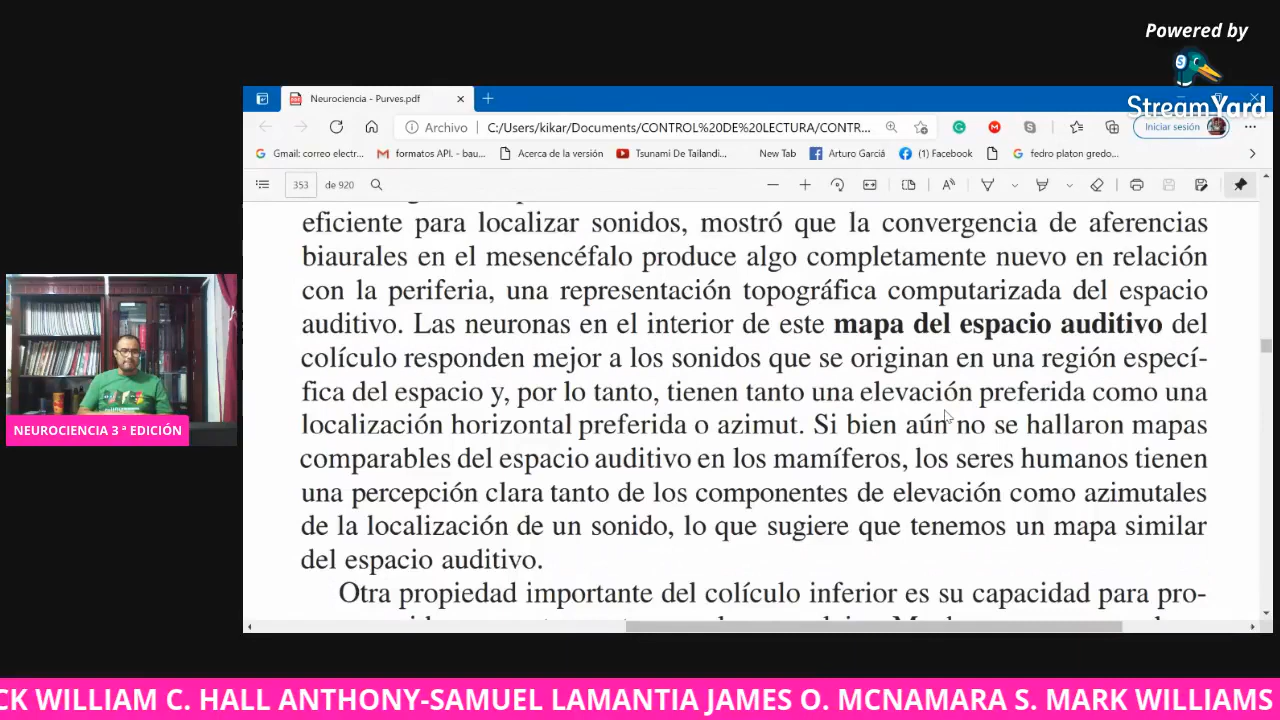 Powered by
StreamYard
Neurociencia - Purves.pdf
Archivo
C:/Users/kikar/Documents/CONTROL%20DE%20LECTURA/CONTR...
Iniciar sesión
Gmail: correo electr...
formatos API. - bau...
Acerca de la versión
Tsunami De Tailandi...
New Tab
Arturo Garciá
(1) Facebook
fedro platon gredo...
353
de 920
eficiente para localizar sonidos, mostró que la convergencia de aferencias
biaurales en el mesencéfalo produce algo completamente nuevo en relación
con la periferia, una representación topográfica computarizada del espacio
auditivo. Las neuronas en el interior de este mapa del espacio auditivo del
colículo responden mejor a los sonidos que se originan en una región especí-
fica del espacio y, por lo tanto, tienen tanto una elevación preferida como una
localización horizontal preferida o azimut. Si bien aún no se hallaron mapas
comparables del espacio auditivo en los mamíferos, los seres humanos tienen
una percepción clara tanto de los componentes de elevación como azimutales
de la localización de un sonido, lo que sugiere que tenemos un mapa similar
del espacio auditivo.
Otra propiedad importante del colículo inferior es su capacidad para pro-
NEUROCIENCIA 3 ª EDICIÓN
CK WILLIAM C. HALL ANTHONY-SAMUEL LAMANTIA JAMES O. MCNAMARA S. MARK WILLIAMS